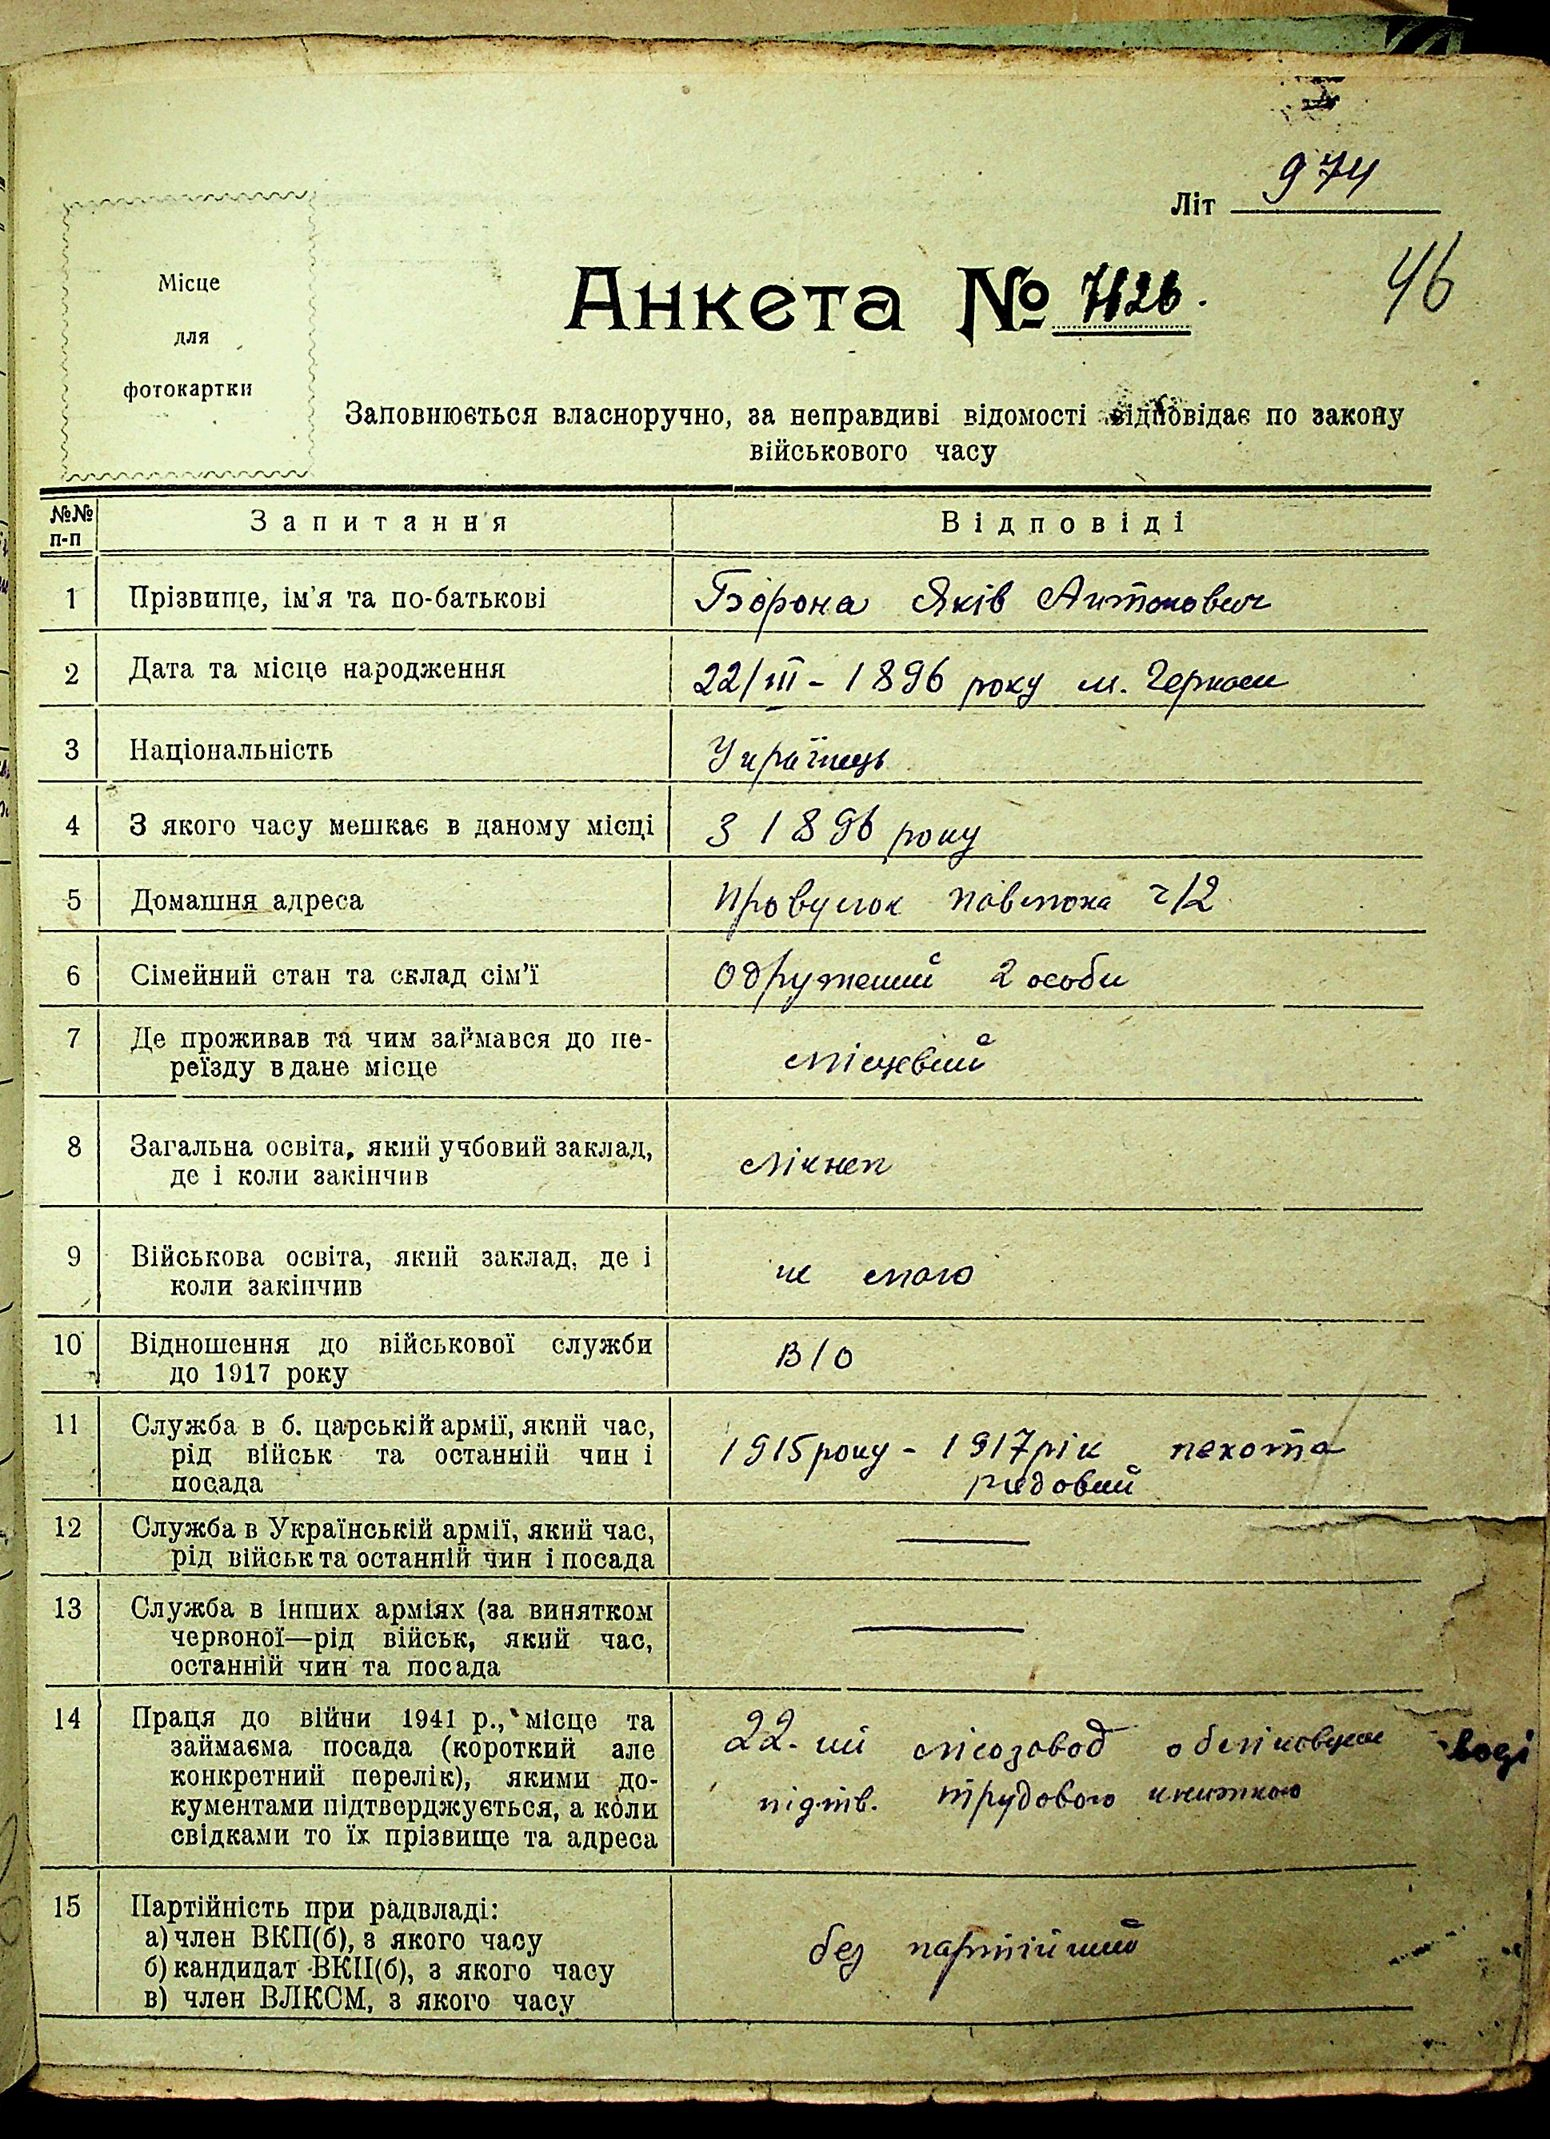 974
Літ
46
Місце
для
фотокартки
Анкета № 7126.
Заповнюється власноручно, за неправдиві відомості відповідає по закону
військового часу
№№ п-п
Запитання
Відповіді
1
Прізвище, ім'я та по-батькові
Борона Яків Антонович
2
Дата та місце народження
22/III - 1896 року м. Черкаси
3
Національність
Українець
4
З якого часу мешкає в даному місці
З 1896 року
5
Домашня адреса
Провулок ч 12
6
Сімейний стан та склад сім'ї
Одружений 2 особи
7
Де проживав та чим займався до пе-
реїзду в дане місце
місцевий
8
Загальна освіта, який учбовий заклад,
де і коли закінчив
лікнеп
9
Військова освіта, який заклад, де і
коли закінчив
не маю
10
Відношення до військової служби
до 1917 року
В/О
11
Служба в б. царській армії, який час,
рід військ та останній чин і
посада
1915 року - 1917 рік пехота
рядовий
12
Служба в Українській армії, який час,
рід військ та останній чин і посада
13
Служба в інших арміях (за винятком
червоної—рід військ, який час,
останній чин та посада
14
Праця до війни 1941 р., місце та
займаєма посада (короткий але
конкретний перелік), якими до-
кументами підтверджується, а коли
свідками то їх прізвище та адреса
22-ий лісозавод
підтв. трудовою книжкою
15
Партійність при радвладі:
а) член ВКП(б), з якого часу
б) кандидат ВКП(б), з якого часу
в) член ВЛКСМ, з якого часу
без партійний